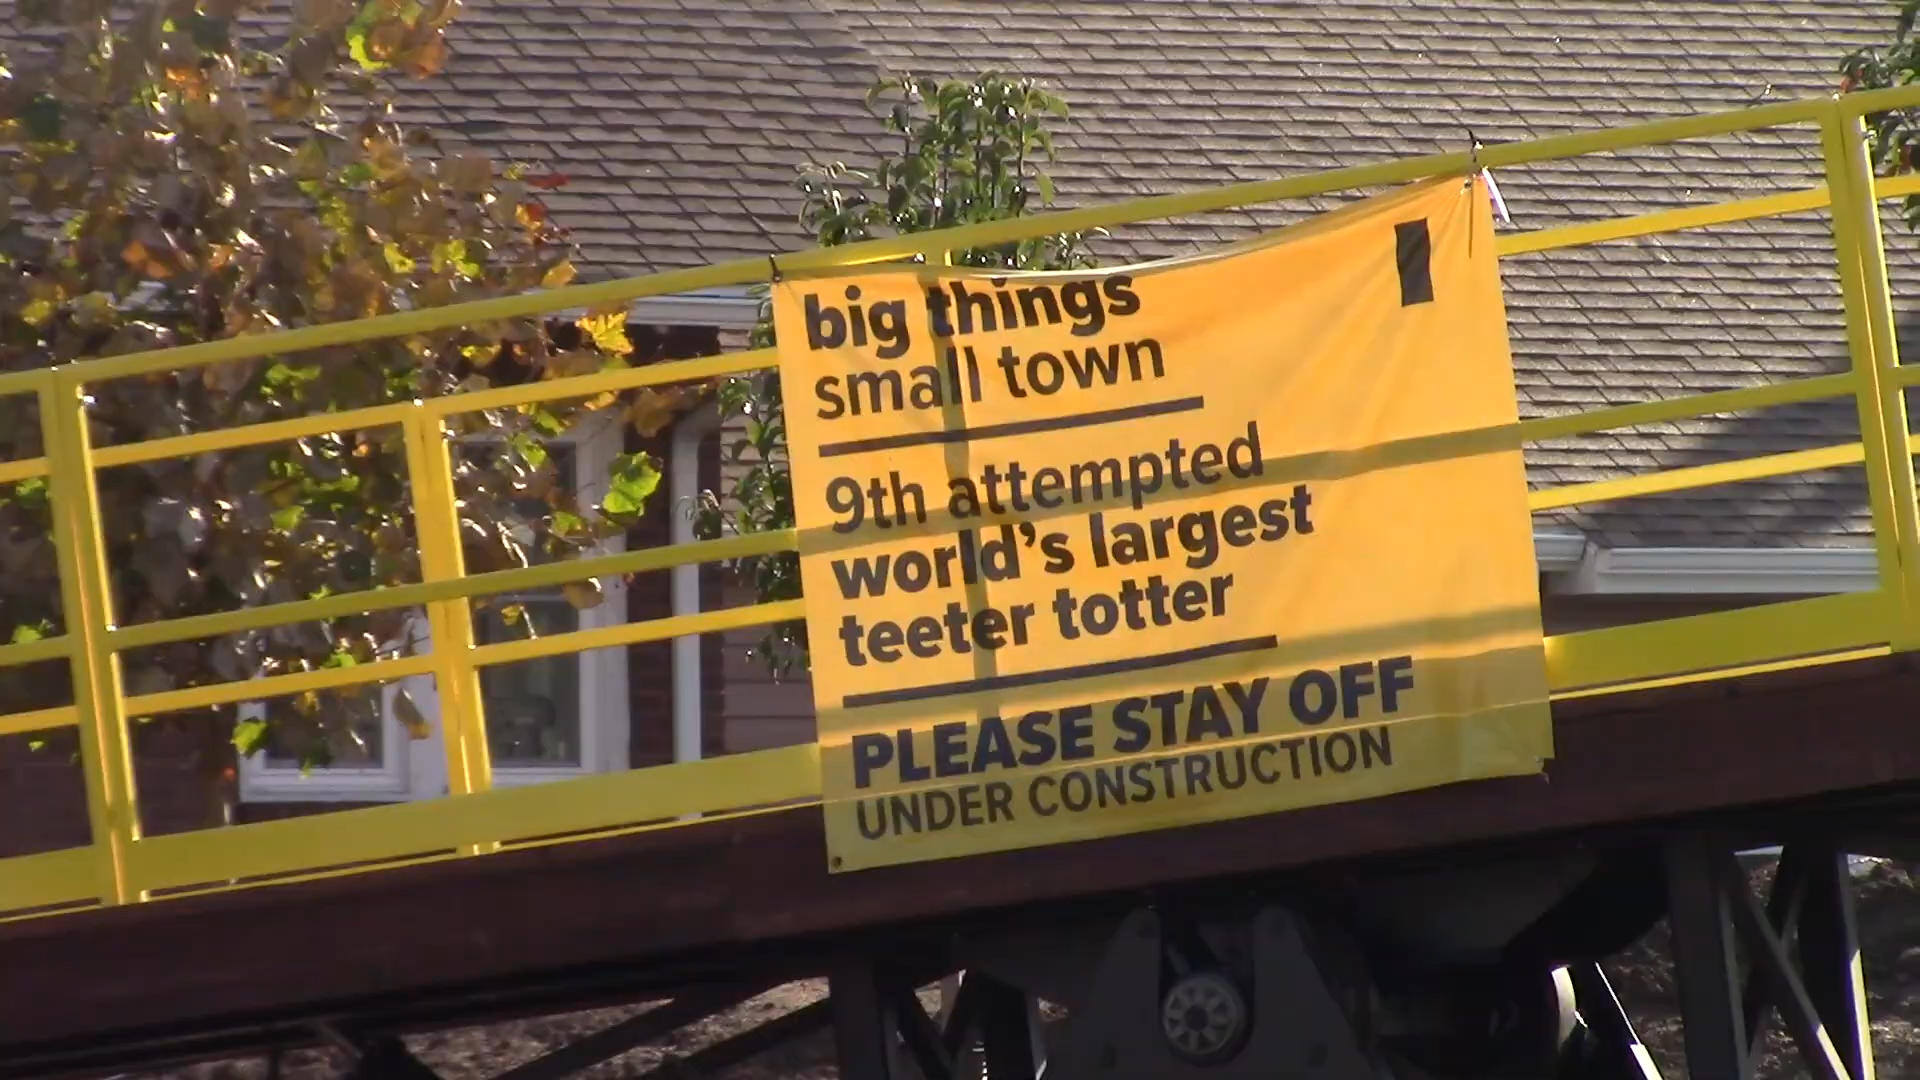 big things
small town
9th attempted
world's largest
teeter totter
PLEASE STAY OFF
UNDER CONSTRUCTION